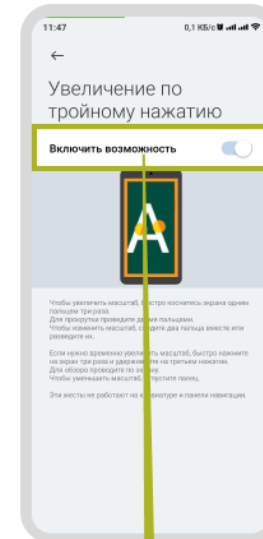 11:47 0,1 КБ/с
Увеличение по
тройному нажатию
Включить возможность
A
Чтобы увеличить масштаб, быстро коснитесь экрана одним
пальцем три раза.
Для прокрутки проведите двумя пальцами.
Чтобы изменить масштаб, сведите два пальца вместе или
разведите их.
Если нужно временно увеличить масштаб, быстро нажмите
на экран три раза и удерживайте на третьем нажатии.
Для обзора проводите по экрану.
Чтобы уменьшить масштаб, отпустите палец.
Эти жесты не работают на клавиатуре и панели навигации.